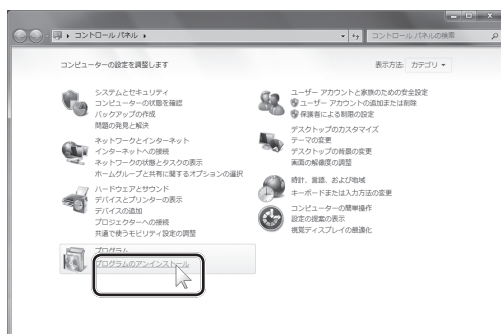 コントロール パネル
コントロール パネルの検索
コンピューターの設定を調整します
表示方法: カテゴリ
システムとセキュリティ
コンピューターの状態を確認
バックアップの作成
問題の発見と解決
ネットワークとインターネット
インターネットへの接続
ネットワークの状態とタスクの表示
ホームグループと共有に関するオプションの選択
ハードウェアとサウンド
デバイスとプリンターの表示
デバイスの追加
プロジェクターへの接続
共通で使うモビリティ設定の調整
プログラム
プログラムのアンインストール
ユーザー アカウントと家族のための安全設定
ユーザー アカウントの追加または削除
保護者による制限の設定
デスクトップのカスタマイズ
テーマの変更
デスクトップの背景の変更
画面の解像度の調整
時計、言語、および地域
キーボードまたは入力方法の変更
コンピューターの簡単操作
設定の提案の表示
視覚ディスプレイの最適化